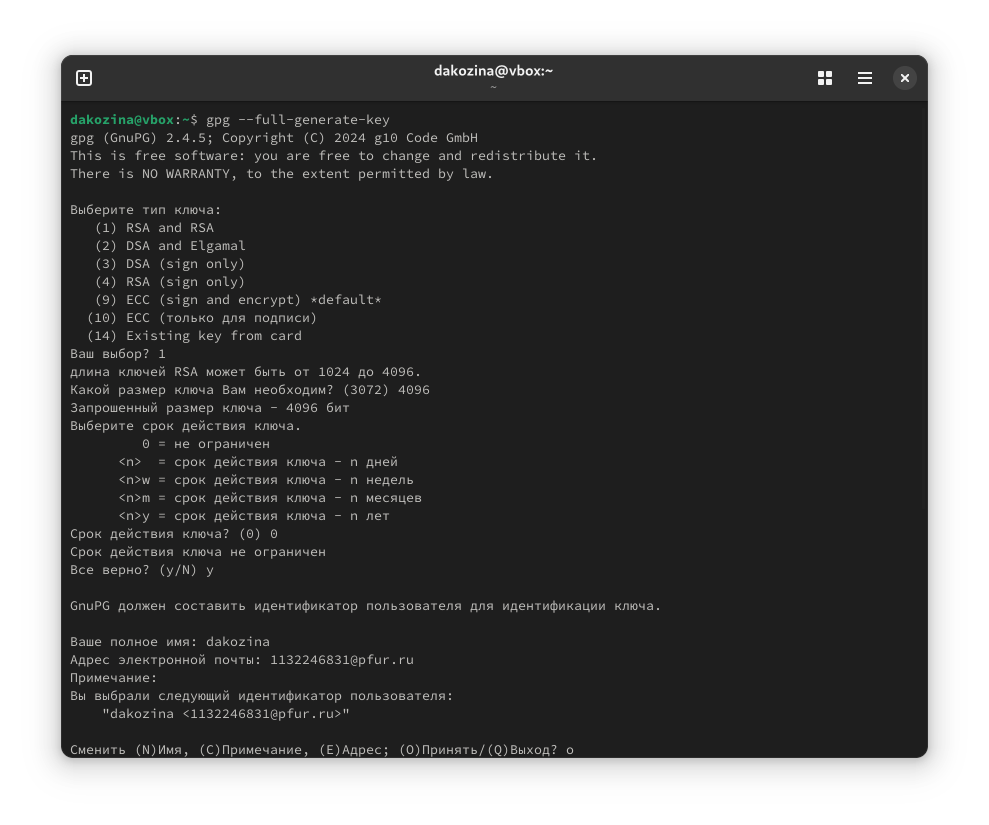 dakozina@vbox:~
~
dakozina@vbox:~$ gpg --full-generate-key
gpg (GnuPG) 2.4.5; Copyright (C) 2024 g10 Code GmbH
This is free software: you are free to change and redistribute it.
There is NO WARRANTY, to the extent permitted by law.

Выберите тип ключа:
   (1) RSA and RSA
   (2) DSA and Elgamal
   (3) DSA (sign only)
   (4) RSA (sign only)
   (9) ECC (sign and encrypt) *default*
  (10) ECC (только для подписи)
  (14) Existing key from card
Ваш выбор? 1
длина ключей RSA может быть от 1024 до 4096.
Какой размер ключа Вам необходим? (3072) 4096
Запрошенный размер ключа - 4096 бит
Выберите срок действия ключа.
         0 = не ограничен
      <n>  = срок действия ключа - n дней
      <n>w = срок действия ключа - n недель
      <n>m = срок действия ключа - n месяцев
      <n>y = срок действия ключа - n лет
Срок действия ключа? (0) 0
Срок действия ключа не ограничен
Все верно? (y/N) y

GnuPG должен составить идентификатор пользователя для идентификации ключа.

Ваше полное имя: dakozina
Адрес электронной почты: 1132246831@pfur.ru
Примечание:
Вы выбрали следующий идентификатор пользователя:
    "dakozina <1132246831@pfur.ru>"

Сменить (N)Имя, (C)Примечание, (E)Адрес; (O)Принять/(Q)Выход? o